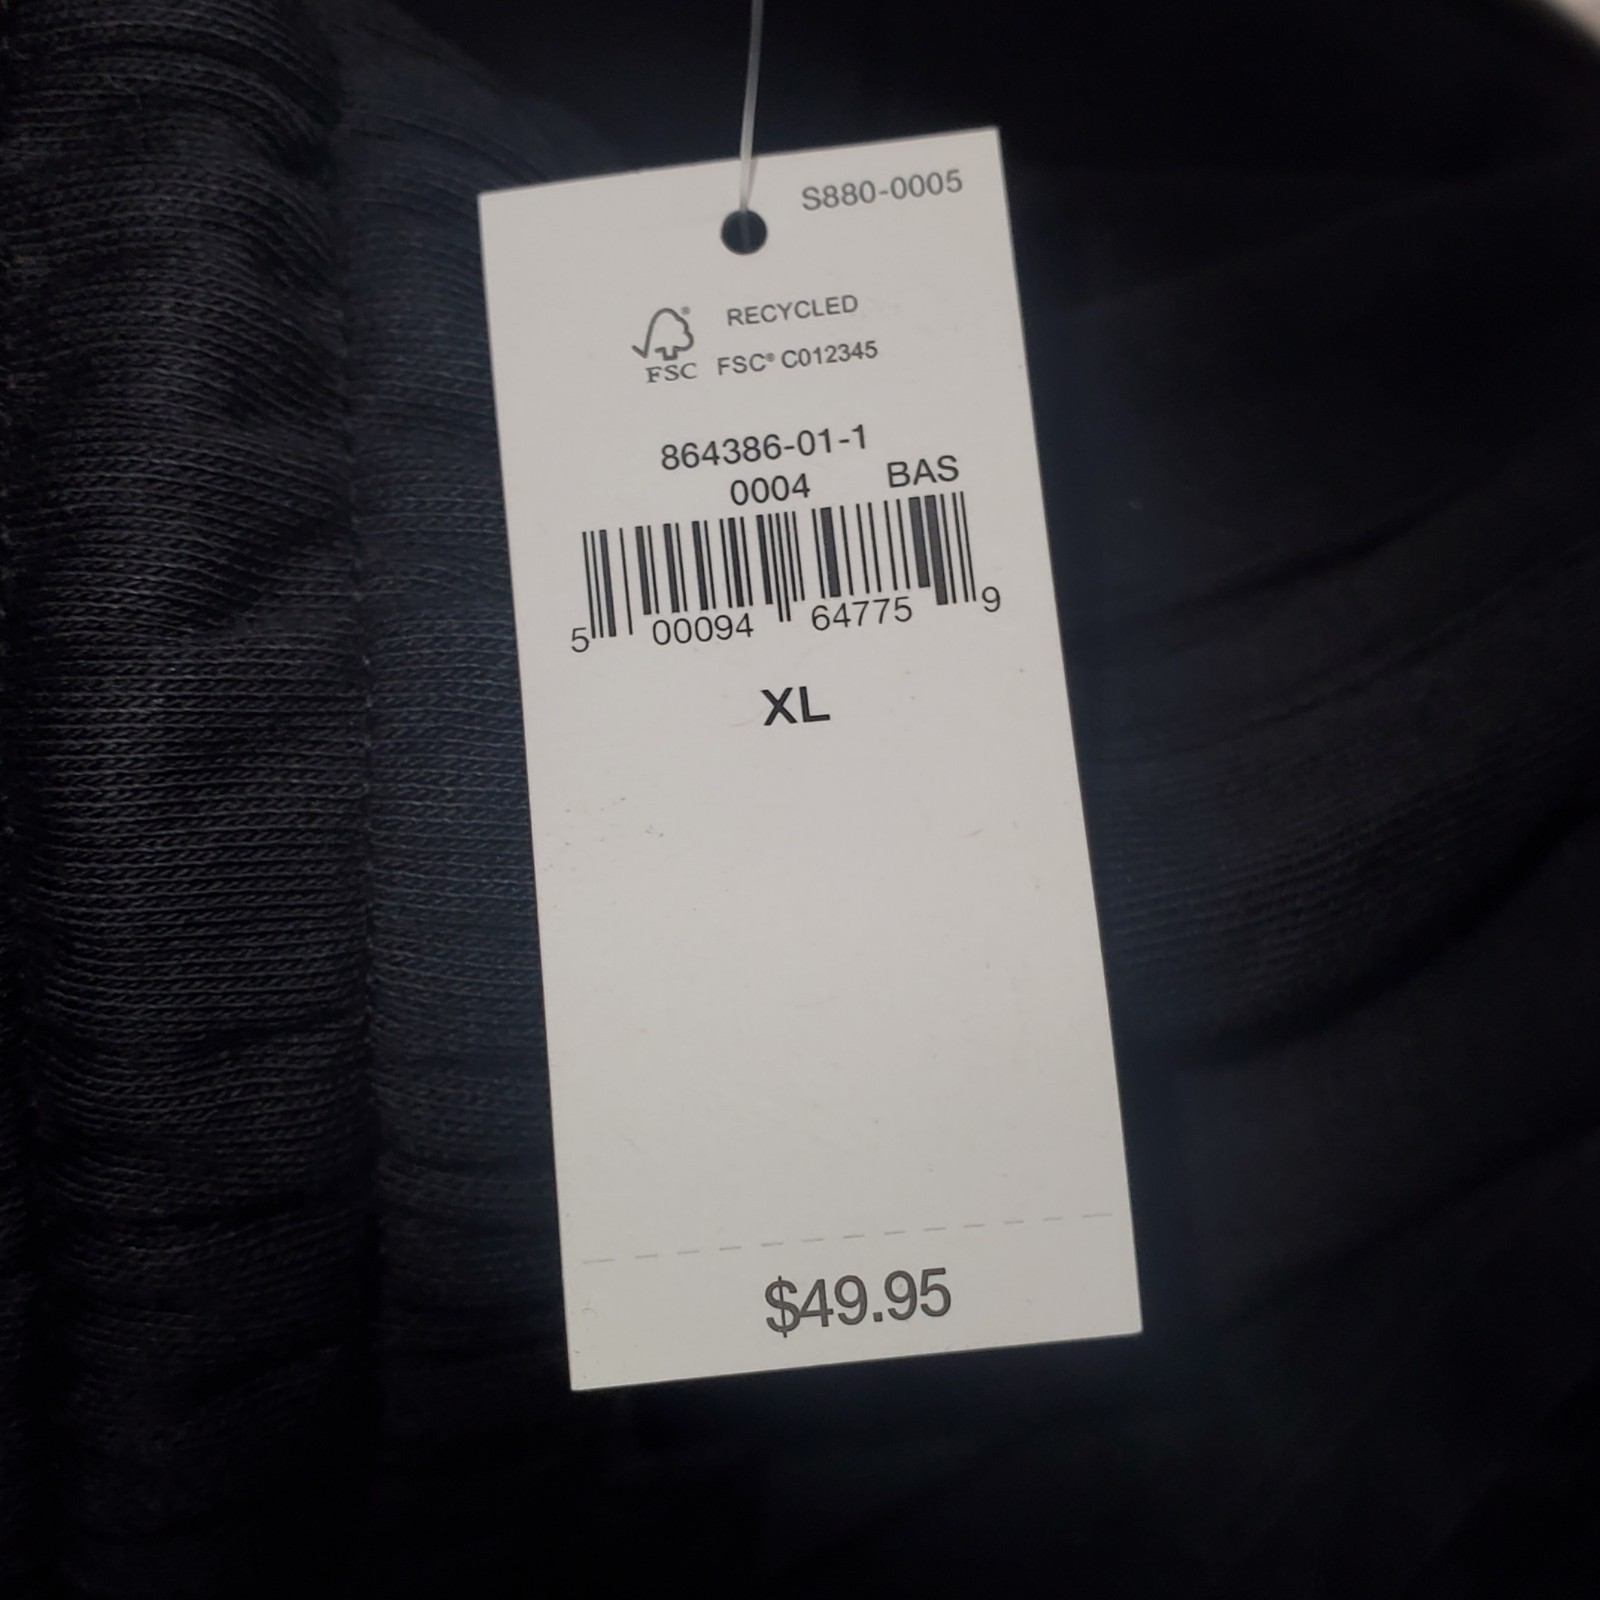 S880-0005
RECYCLED
FSC® C012345
FSC
864386-01-1
0004 BAS
5 00094 64775 9
XL
$49.95